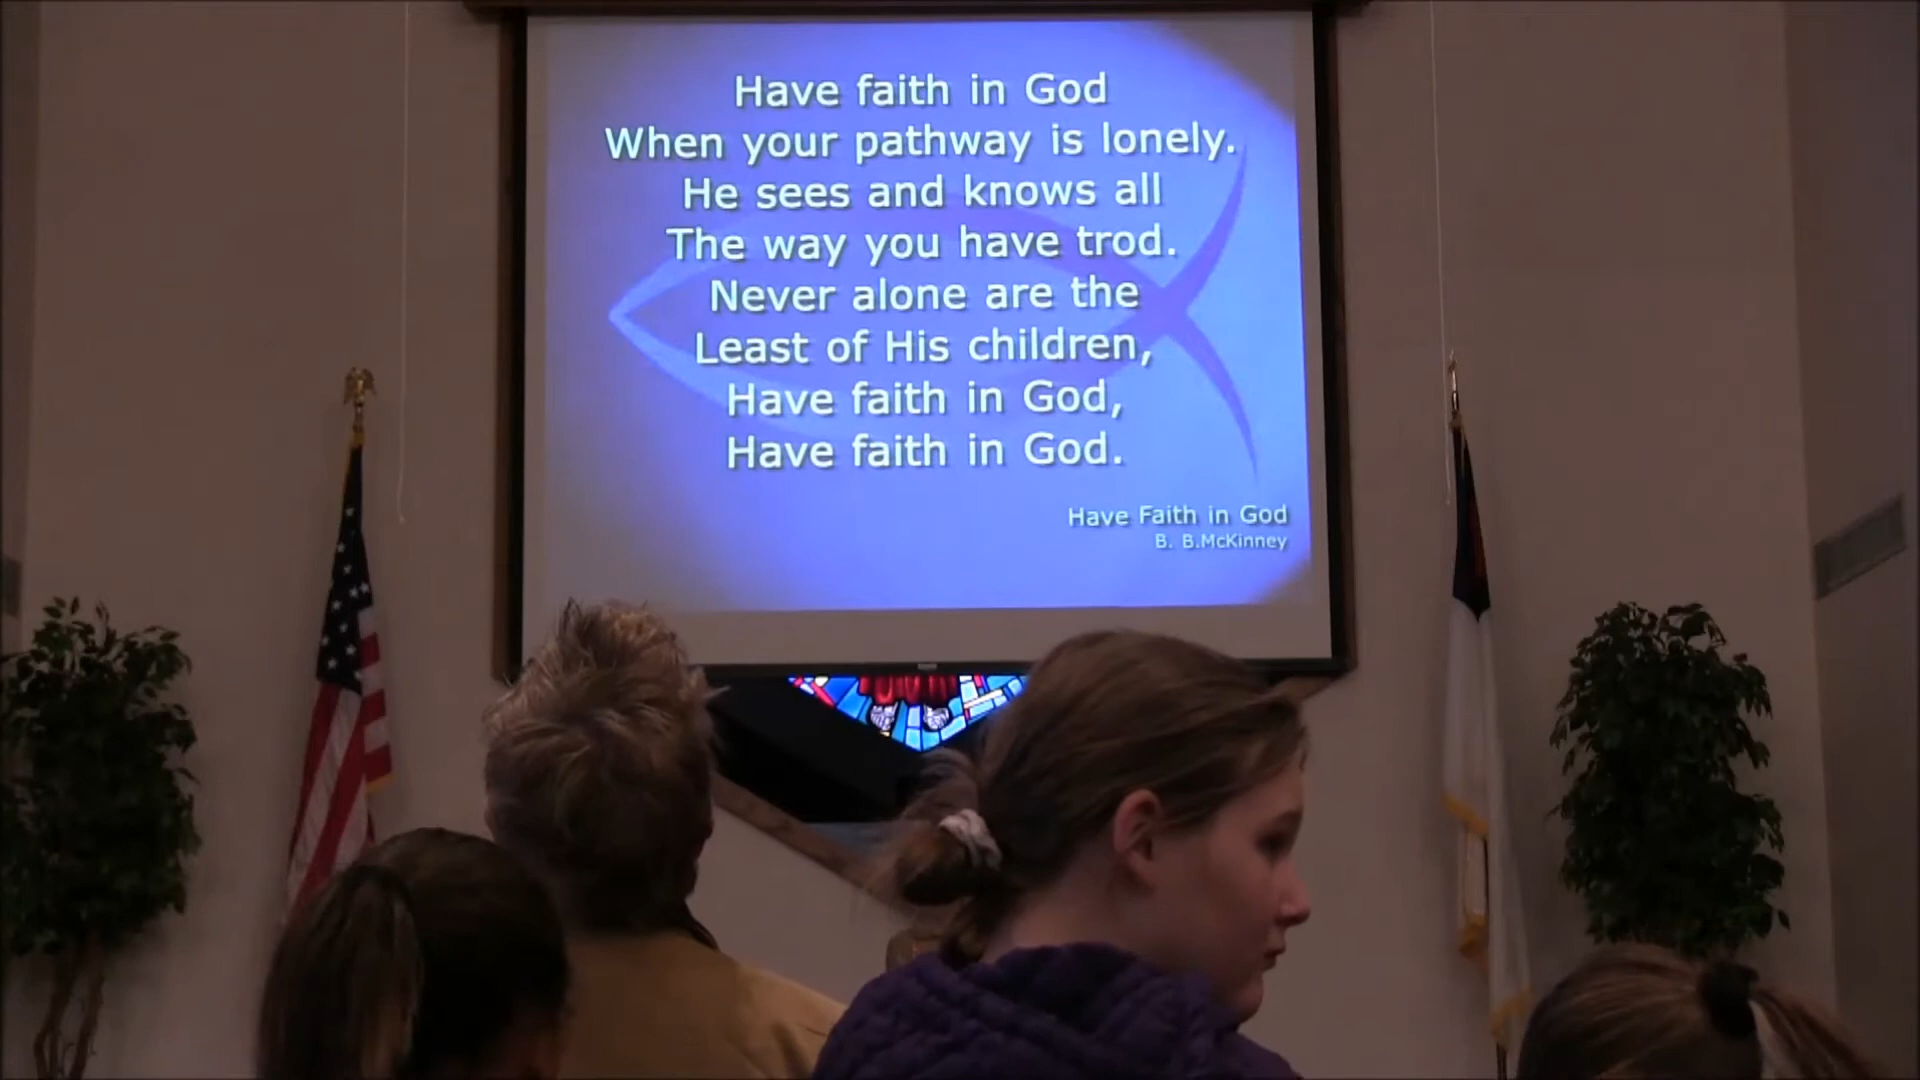 Have faith in God
When your pathway is lonely.
He sees and knows all
The way you have trod.
Never alone are the
Least of His children,
Have faith in God,
Have faith in God.
Have Faith in God
B. B.McKinney